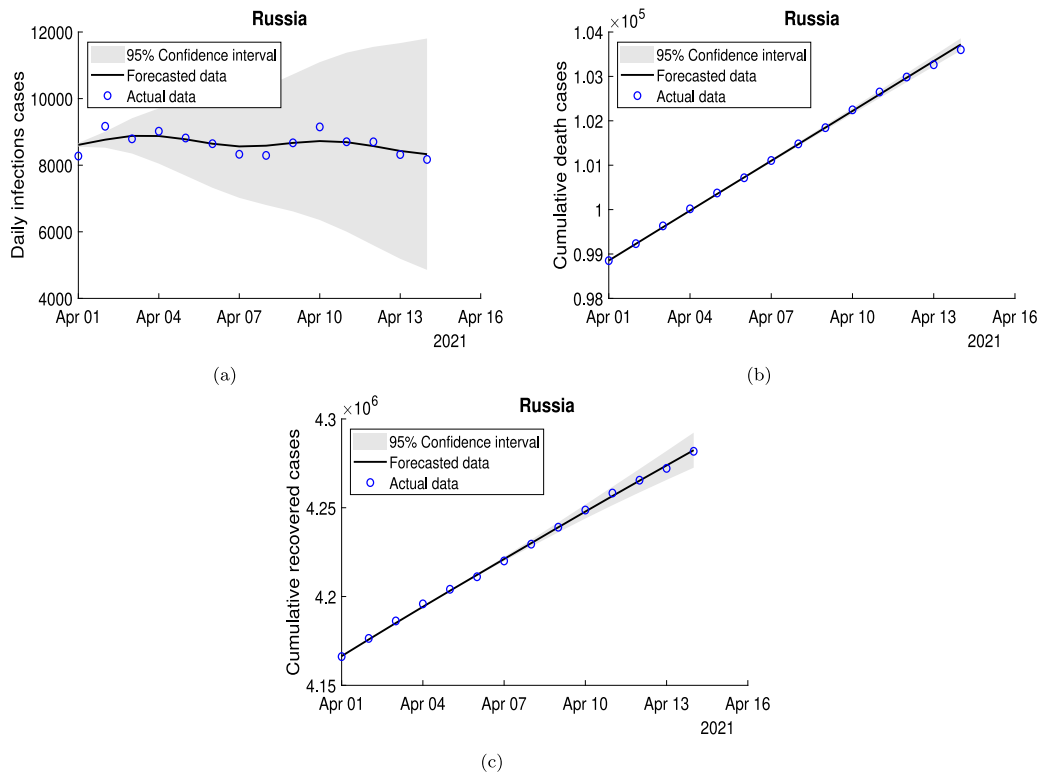 Russia
×10^5 Russia
12000
10000
8000
6000
4000
Daily infections cases
95% Confidence interval
Forecasted data
Actual data
Apr 01 Apr 04 Apr 07 Apr 10 Apr 13 Apr 16
2021
(a)
1.04
1.03
1.02
1.01
1
0.99
0.98
Cumulative death cases
95% Confidence interval
Forecasted data
Actual data
Apr 01 Apr 04 Apr 07 Apr 10 Apr 13 Apr 16
2021
(b)
×10^6 Russia
4.3
4.25
4.2
4.15
Cumulative recovered cases
95% Confidence interval
Forecasted data
Actual data
Apr 01 Apr 04 Apr 07 Apr 10 Apr 13 Apr 16
2021
(c)